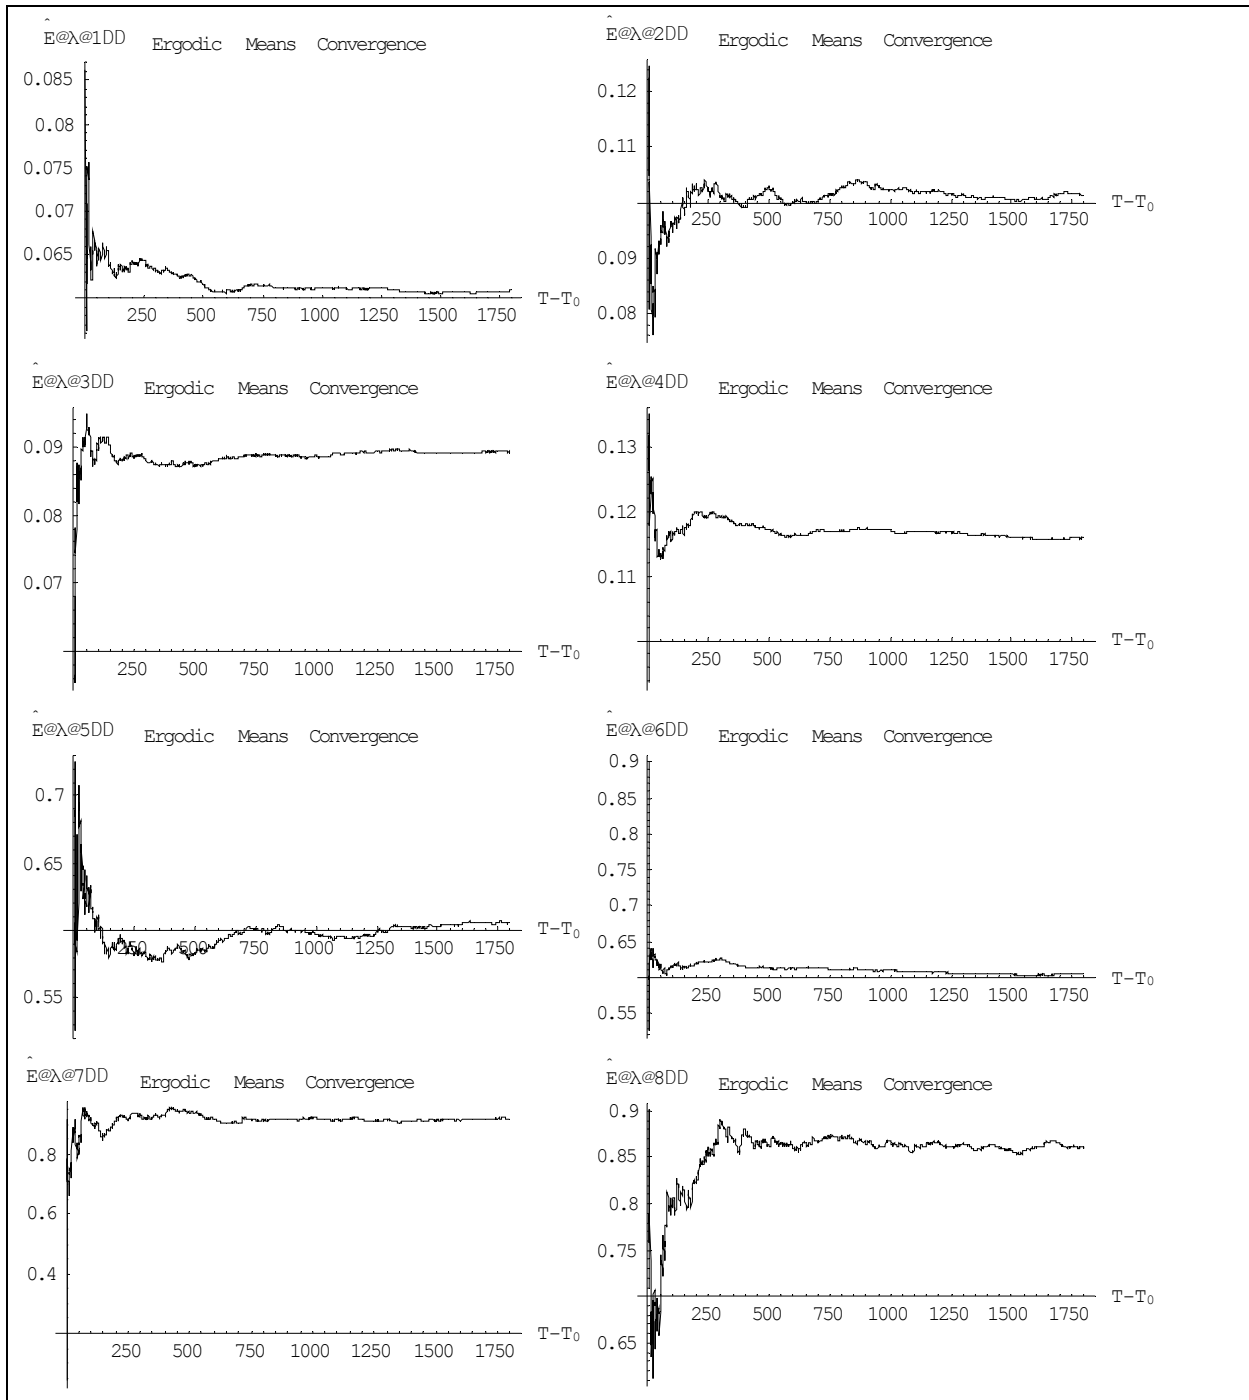 ˆ
E@λ@1DD Ergodic Means Convergence
0.085
0.08
0.075
0.07
0.065
250 500 750 1000 1250 1500 1750 T-T₀
ˆ
E@λ@2DD Ergodic Means Convergence
0.12
0.11
250 500 750 1000 1250 1500 1750 T-T₀
0.09
0.08
ˆ
E@λ@3DD Ergodic Means Convergence
0.09
0.08
0.07
250 500 750 1000 1250 1500 1750 T-T₀
ˆ
E@λ@4DD Ergodic Means Convergence
0.13
0.12
0.11
250 500 750 1000 1250 1500 1750 T-T₀
ˆ
E@λ@5DD Ergodic Means Convergence
0.7
0.65
250 500 750 1000 1250 1500 1750 T-T₀
0.55
ˆ
E@λ@6DD Ergodic Means Convergence
0.9
0.85
0.8
0.75
0.7
0.65
250 500 750 1000 1250 1500 1750 T-T₀
0.55
ˆ
E@λ@7DD Ergodic Means Convergence
0.8
0.6
0.4
250 500 750 1000 1250 1500 1750 T-T₀
ˆ
E@λ@8DD Ergodic Means Convergence
0.9
0.85
0.8
0.75
250 500 750 1000 1250 1500 1750 T-T₀
0.65